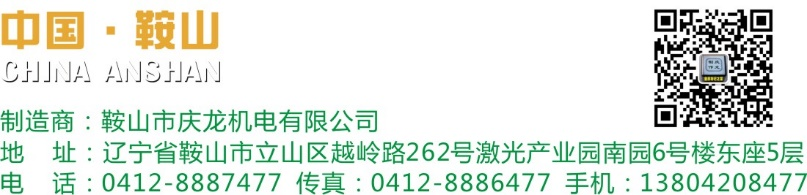 中国·鞍山
CHINA ANSHAN
制造商：鞍山市庆龙机电有限公司
地　址：辽宁省鞍山市立山区越岭路262号激光产业园南园6号楼东座5层
电　话：0412-8887477 传真：0412-8886477 手机：13804208477